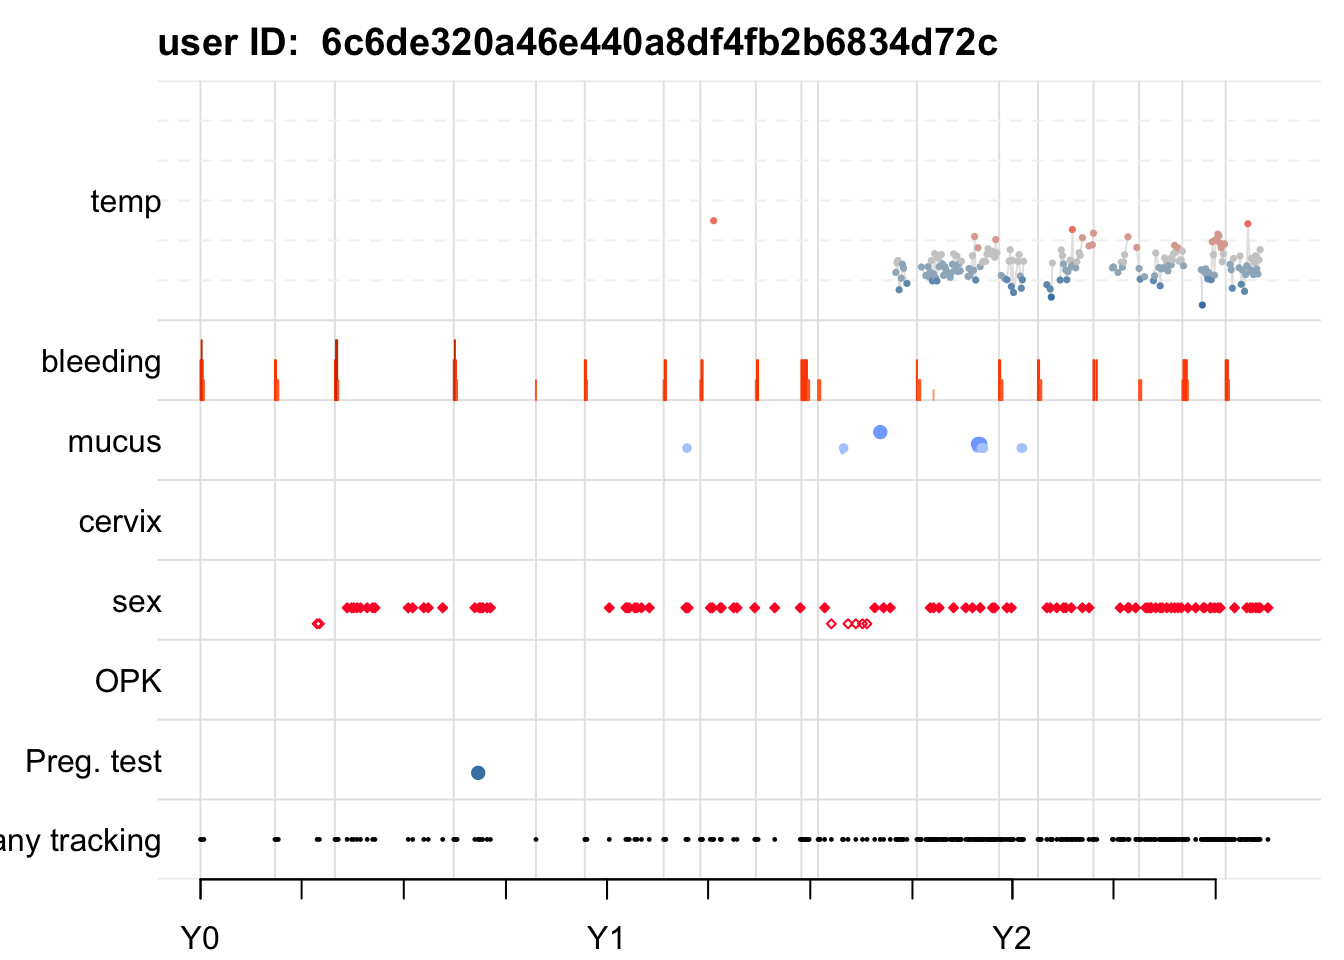 user ID:  6c6de320a46e440a8df4fb2b6834d72c
temp
bleeding
mucus
cervix
sex
OPK
Preg. test
any tracking
Y0 Y1 Y2